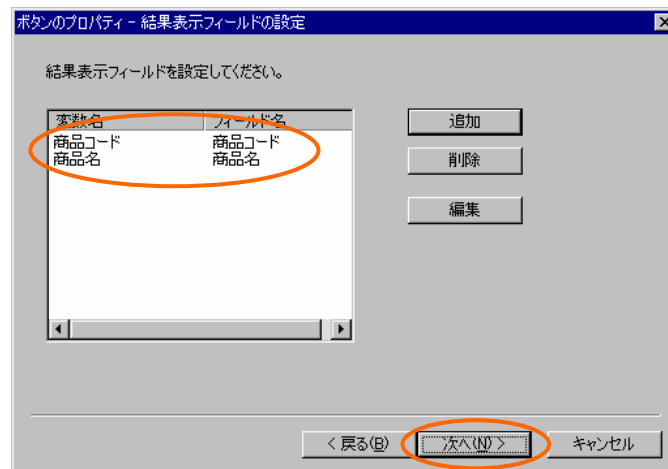 ボタンのプロパティ - 結果表示フィールドの設定
結果表示フィールドを設定してください。
変数名 フィールド名
商品コード 商品コード
商品名 商品名
追加
削除
編集
< 戻る(B) 次へ(N) > キャンセル